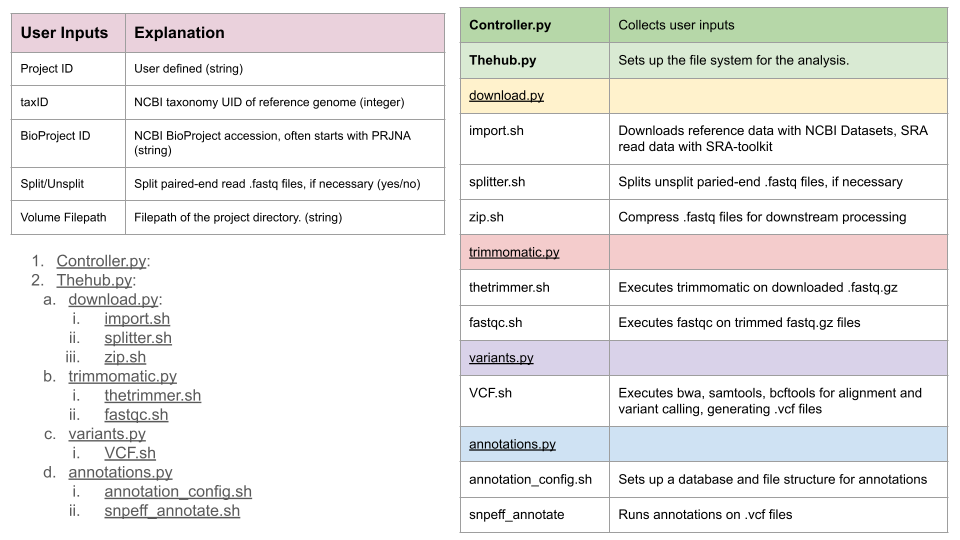 User Inputs Explanation
Project ID User defined (string)
taxID NCBI taxonomy UID of reference genome (integer)
BioProject ID NCBI BioProject accession, often starts with PRJNA
(string)
Split/Unsplit Split paired-end read .fastq files, if necessary (yes/no)
Volume Filepath Filepath of the project directory. (string)
1. Controller.py:
2. Thehub.py:
a. download.py:
i. import.sh
ii. splitter.sh
iii. zip.sh
b. trimmomatic.py
i. thetrimmer.sh
ii. fastqc.sh
c. variants.py
i. VCF.sh
d. annotations.py
i. annotation_config.sh
ii. snpeff_annotate.sh
Controller.py Collects user inputs
Thehub.py Sets up the file system for the analysis.
download.py
import.sh Downloads reference data with NCBI Datasets, SRA
read data with SRA-toolkit
splitter.sh Splits unsplit paried-end .fastq files, if necessary
zip.sh Compress .fastq files for downstream processing
trimmomatic.py
thetrimmer.sh Executes trimmomatic on downloaded .fastq.gz
fastqc.sh Executes fastqc on trimmed fastq.gz files
variants.py
VCF.sh Executes bwa, samtools, bcftools for alignment and
variant calling, generating .vcf files
annotations.py
annotation_config.sh Sets up a database and file structure for annotations
snpeff_annotate Runs annotations on .vcf files